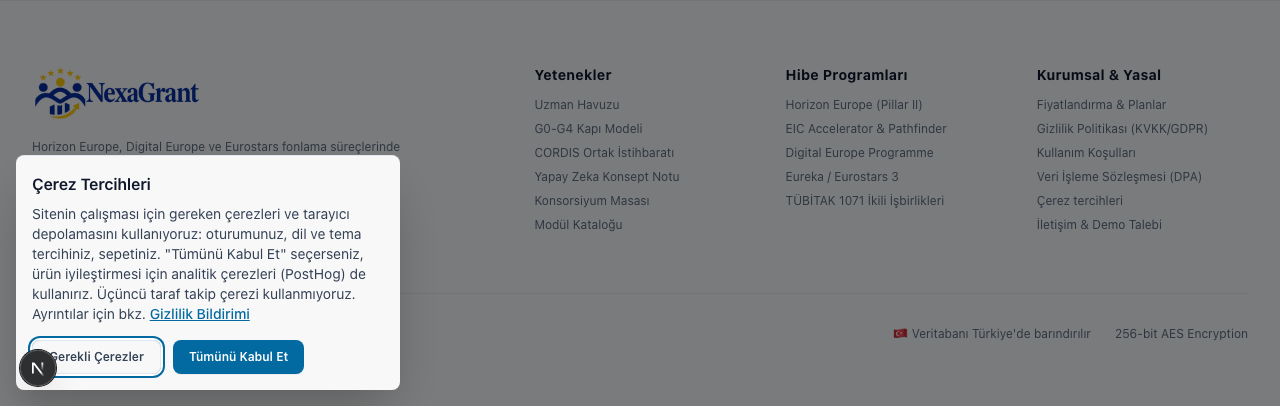 NexaGrant
Horizon Europe, Digital Europe ve Eurostars fonlama süreçlerinde
Yetenekler
Uzman Havuzu
G0-G4 Kapı Modeli
CORDIS Ortak İstihbaratı
Yapay Zeka Konsept Notu
Konsorsiyum Masası
Modül Kataloğu
Hibe Programları
Horizon Europe (Pillar II)
EIC Accelerator & Pathfinder
Digital Europe Programme
Eureka / Eurostars 3
TÜBİTAK 1071 İkili İşbirlikleri
Kurumsal & Yasal
Fiyatlandırma & Planlar
Gizlilik Politikası (KVKK/GDPR)
Kullanım Koşulları
Veri İşleme Sözleşmesi (DPA)
Çerez tercihleri
İletişim & Demo Talebi
Çerez Tercihleri
Sitenin çalışması için gereken çerezleri ve tarayıcı
depolamasını kullanıyoruz: oturumunuz, dil ve tema
tercihiniz, sepetiniz. "Tümünü Kabul Et" seçerseniz,
ürün iyileştirmesi için analitik çerezleri (PostHog) de
kullanırız. Üçüncü taraf takip çerezi kullanmıyoruz.
Ayrıntılar için bkz. Gizlilik Bildirimi
Gerekli Çerezler
Tümünü Kabul Et
N
Veritabanı Türkiye'de barındırılır
256-bit AES Encryption